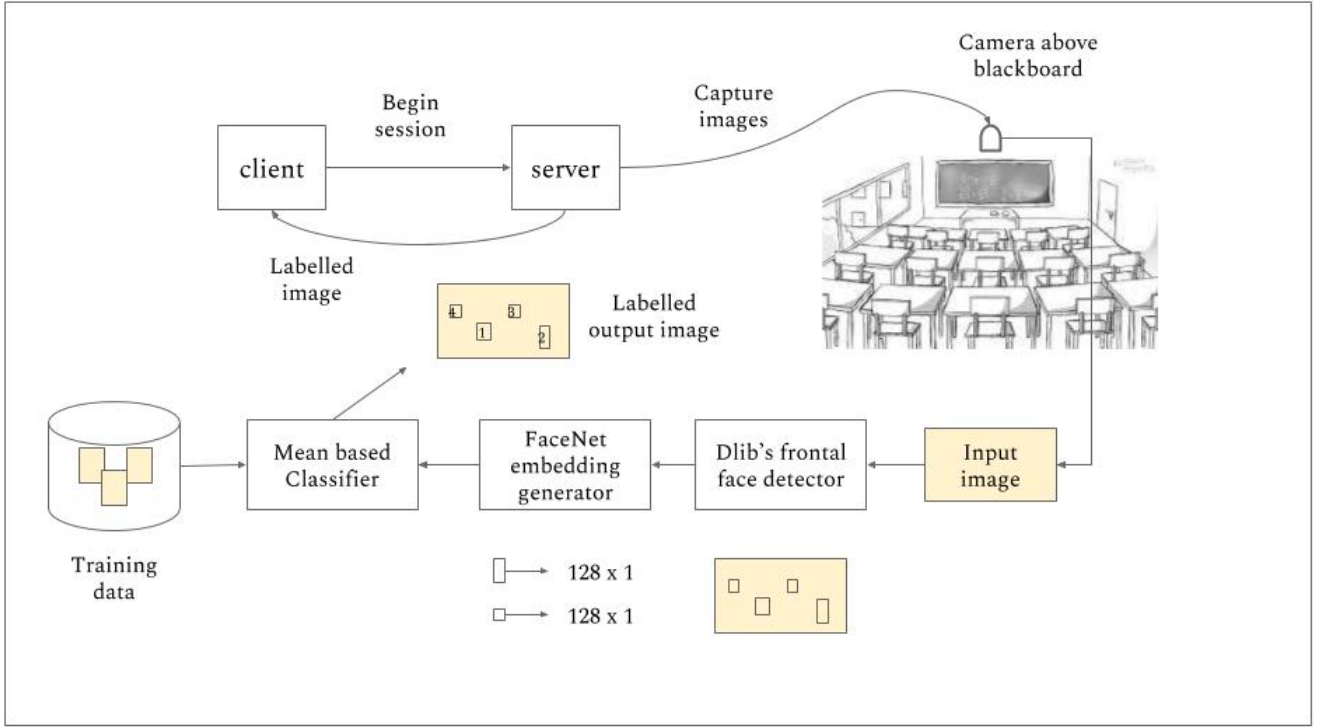 Camera above
blackboard
Begin
session
Capture
images
client
server
Labelled
image
4
3
1
2
Labelled
output image
Mean based
Classifier
FaceNet
embedding
generator
Dlib's frontal
face detector
Input
image
Training
data
128 x 1
128 x 1